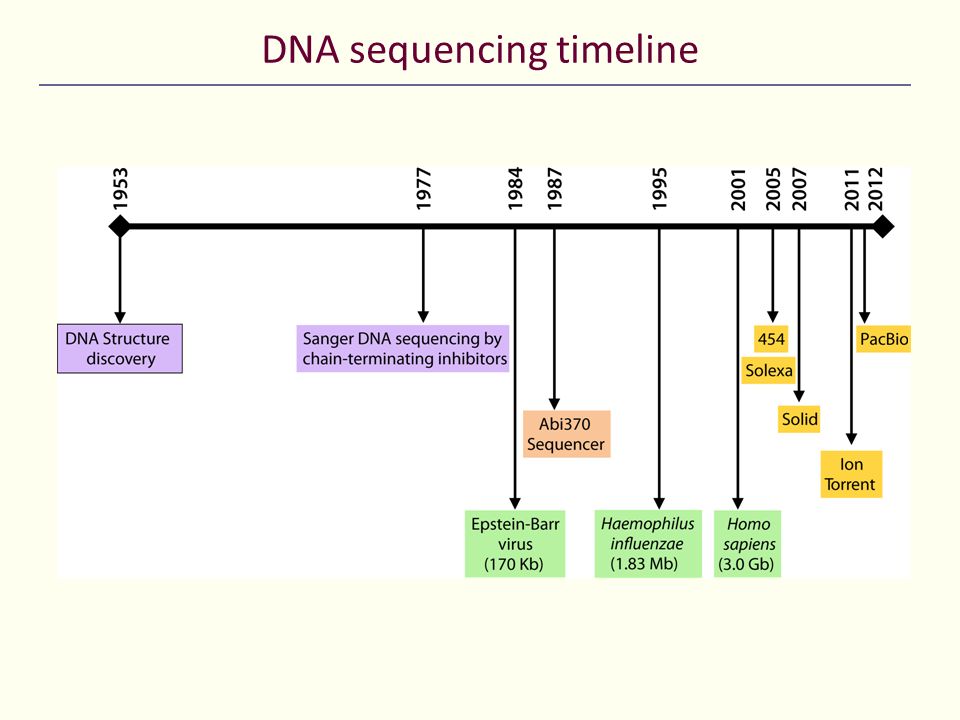 DNA sequencing timeline
1953
1977
1984
1987
1995
2001
2005
2007
2011
2012
DNA Structure
discovery
Sanger DNA sequencing by
chain-terminating inhibitors
454
Solexa
PacBio
Abi370
Sequencer
Solid
Ion
Torrent
Epstein-Barr
virus
(170 Kb)
Haemophilus
influenzae
(1.83 Mb)
Homo
sapiens
(3.0 Gb)